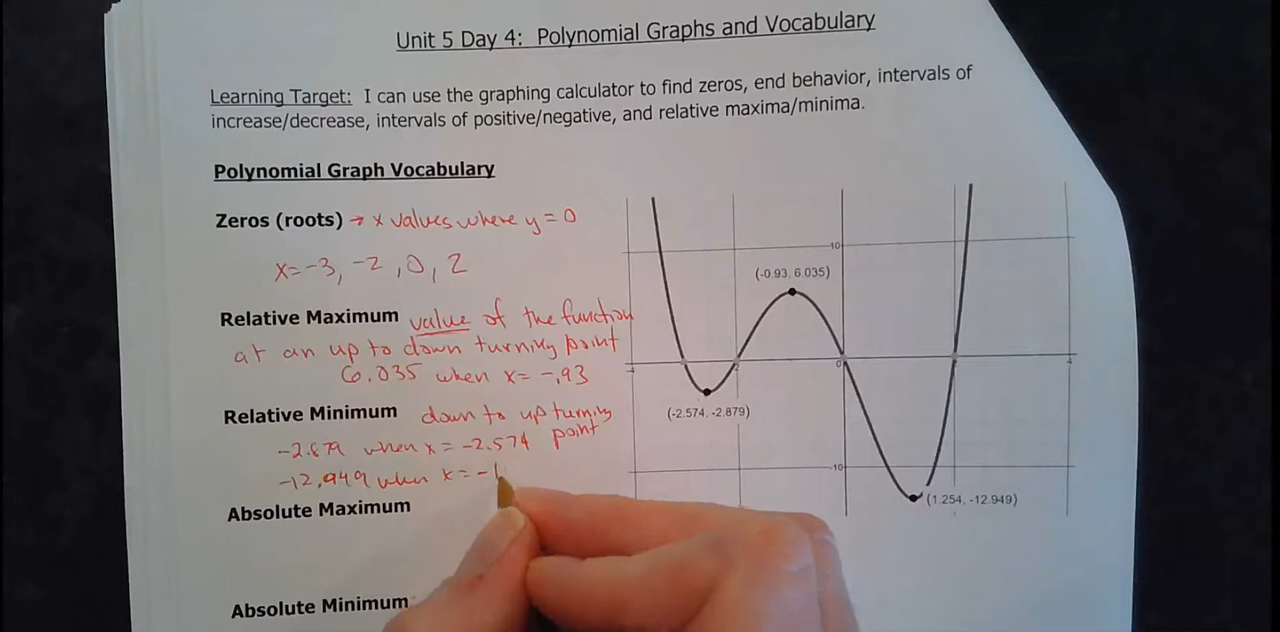 Unit 5 Day 4: Polynomial Graphs and Vocabulary
Learning Target: I can use the graphing calculator to find zeros, end behavior, intervals of
increase/decrease, intervals of positive/negative, and relative maxima/minima.
Polynomial Graph Vocabulary
Zeros (roots) → x values where y = 0
x = -3, -2, 0, 2
Relative Maximum value of the function
at an up to down turning point
6.035 when x = -.93
Relative Minimum down to up turning
point
-2.879 when x = -2.574
-12.949 when x = -1
Absolute Maximum
Absolute Minimum
10
(-0.93, 6.035)
-4
-2
0
4
(-2.574, -2.879)
-10
(1.254, -12.949)